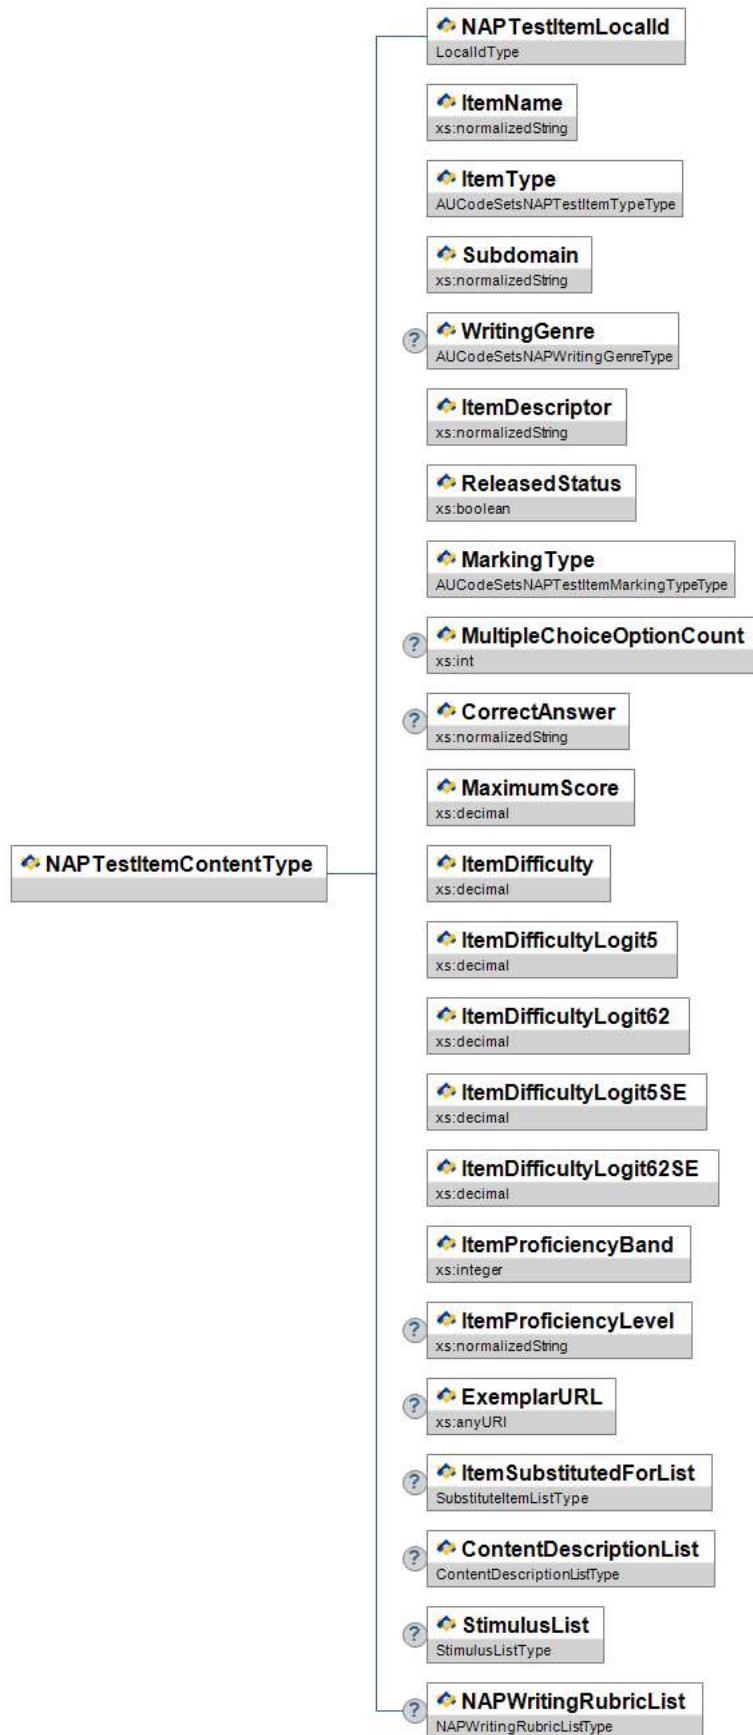 NAPTestItemLocalId
LocalIdType
ItemName
xs:normalizedString
ItemType
AUCodeSetsNAPTestItemTypeType
Subdomain
xs:normalizedString
?
WritingGenre
AUCodeSetsNAPWritingGenreType
ItemDescriptor
xs:normalizedString
ReleasedStatus
xs:boolean
MarkingType
AUCodeSetsNAPTestItemMarkingTypeType
?
MultipleChoiceOptionCount
xs:int
?
CorrectAnswer
xs:normalizedString
MaximumScore
xs:decimal
NAPTestItemContentType
ItemDifficulty
xs:decimal
ItemDifficultyLogit5
xs:decimal
ItemDifficultyLogit62
xs:decimal
ItemDifficultyLogit5SE
xs:decimal
ItemDifficultyLogit62SE
xs:decimal
ItemProficiencyBand
xs:integer
?
ItemProficiencyLevel
xs:normalizedString
?
ExemplarURL
xs:anyURI
?
ItemSubstitutedForList
SubstituteItemListType
?
ContentDescriptionList
ContentDescriptionListType
?
StimulusList
StimulusListType
?
NAPWritingRubricList
NAPWritingRubricListType